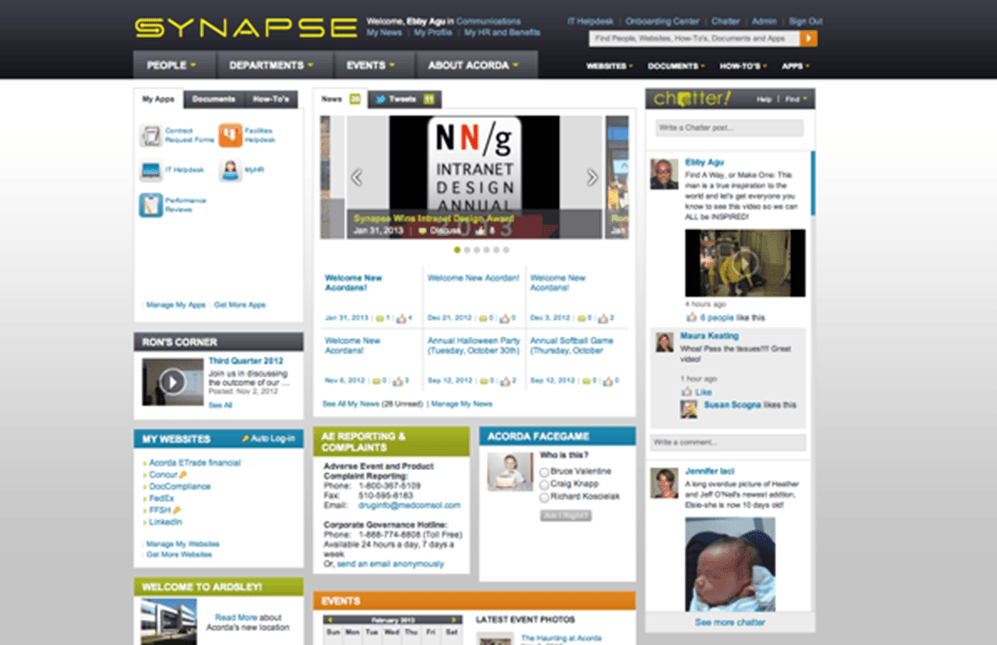 SYNAPSE
Welcome, Ebby Agu in Communications
My News | My Profile | My HR and Benefits
IT Helpdesk | Onboarding Center | Chatter | Admin | Sign Out
Find People, Websites, How-To's, Documents and Apps
PEOPLE DEPARTMENTS EVENTS ABOUT ACORDA
WEBSITES DOCUMENTS HOW-TO'S APPS
My Apps Documents How-To's
Contract
Request Forms
Facilities
Helpdesk
IT Helpdesk
MyHR
Performance
Reviews
Manage My Apps | Get More Apps
RON'S CORNER
Third Quarter 2012
Join us in discussing
the outcome of our ...
Posted: Nov 2, 2012
See All
MY WEBSITES Auto Log-in
Acorda ETrade financial
Concur
DocCompliance
FedEx
FFSH
LinkedIn
Manage My Websites
Get More Websites
WELCOME TO ARDSLEY!
Read More about
Acorda's new location
News 28 Tweets 11
NN/g
INTRANET
DESIGN
ANNUAL
2013
Synapse Wins Intranet Design Award
Jan 31, 2013 | Discuss 8
Ron
Jan
Welcome New
Acordans!
Jan 31, 2013 | 1 | 4
Welcome New Acordan!
Dec 21, 2012 | 0 | 0
Welcome New
Acordans!
Dec 3, 2012 | 0 | 2
Welcome New
Acordans!
Nov 6, 2012 | 0 | 3
Annual Halloween Party
(Tuesday, October 30th)
Sep 12, 2012 | 0 | 2
Annual Softball Game
(Thursday, October
Sep 12, 2012 | 0 | 0
See All My News (28 Unread) | Manage My News
AE REPORTING &
COMPLAINTS
Adverse Event and Product
Complaint Reporting:
Phone: 1-800-367-5109
Fax: 510-595-8183
Email: druginfo@medcomsol.com
Corporate Governance Hotline:
Phone: 1-888-774-8808 (Toll Free)
Available 24 hours a day, 7 days a
week
Or, send an email anonymously
ACORDA FACEGAME
Who is this?
Bruce Valentine
Craig Knapp
Richard Koscielak
Am I Right?
EVENTS
February 2013
Sun Mon Tue Wed Thu Fri Sat
LATEST EVENT PHOTOS
The Haunting at Acorda
chatter! Help | Find
Write a Chatter post...
Ebby Agu
Find A Way, or Make One: This
man is a true inspiration to the
world and let's get everyone you
know to see this video so we can
ALL be INSPIRED!
4 hours ago
6 people like this
Maura Keating
Whoa! Pass the tissues!!!! Great
video!
1 hour ago
Like
Susan Scogna likes this
Write a comment...
Jennifer Iaci
A long overdue picture of Heather
and Jeff O'Neil's newest addtion,
Elsie-she is now 10 days old!
See more chatter